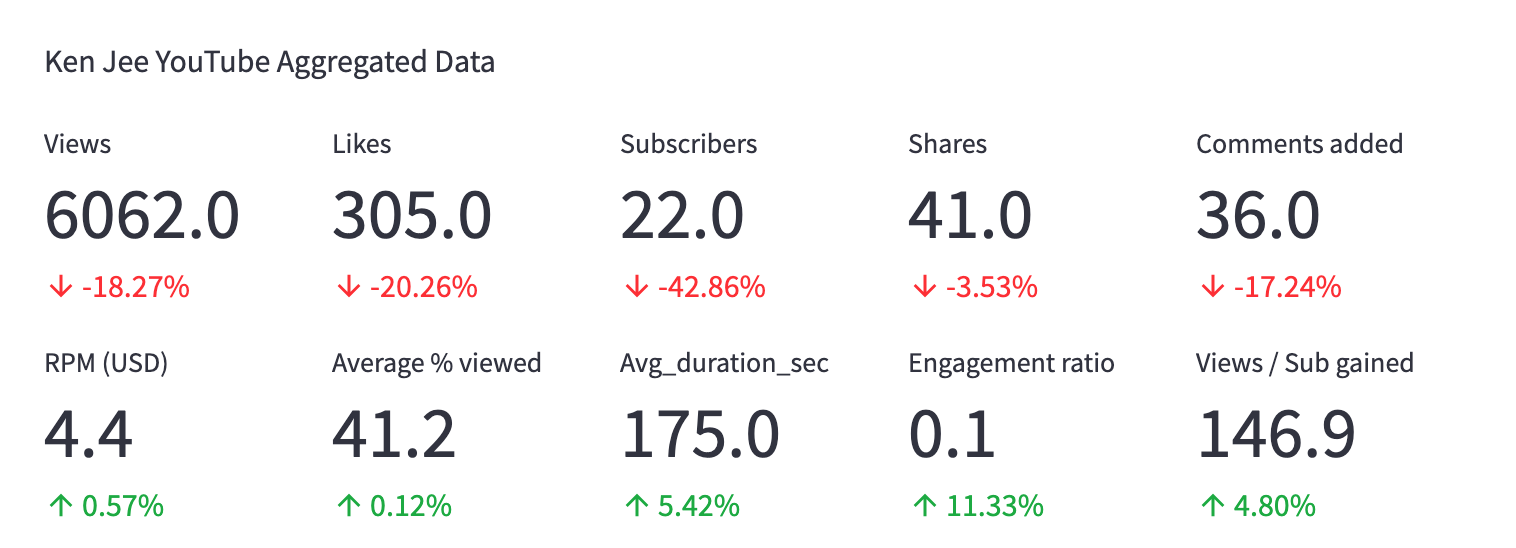 Ken Jee YouTube Aggregated Data
Views
6062.0
↓ -18.27%
Likes
305.0
↓ -20.26%
Subscribers
22.0
↓ -42.86%
Shares
41.0
↓ -3.53%
Comments added
36.0
↓ -17.24%
RPM (USD)
4.4
↑ 0.57%
Average % viewed
41.2
↑ 0.12%
Avg_duration_sec
175.0
↑ 5.42%
Engagement ratio
0.1
↑ 11.33%
Views / Sub gained
146.9
↑ 4.80%